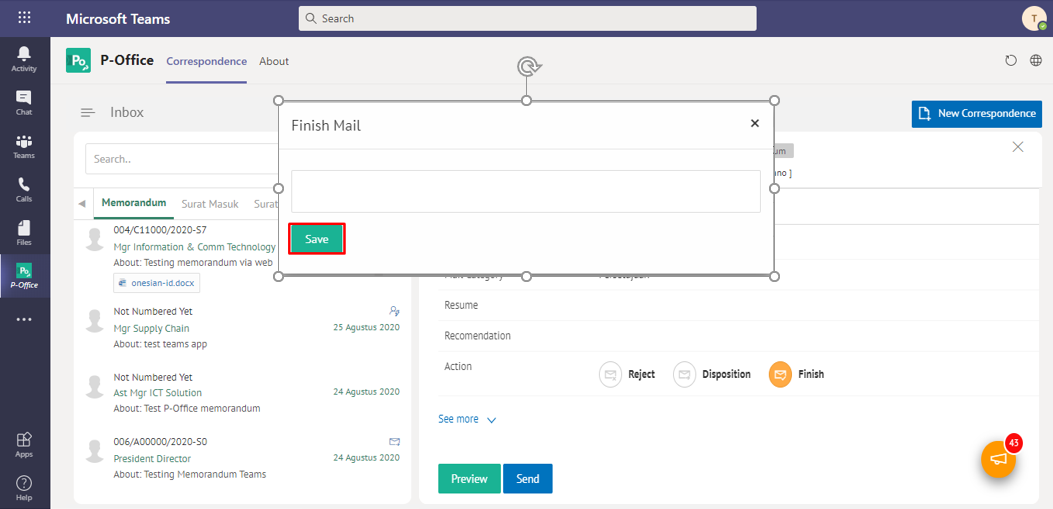 Microsoft Teams
Search
T
Activity
Chat
Teams
Calls
Files
P-Office
Apps
Help
Po
P-Office
Correspondence
About
Inbox
New Correspondence
Search..
Memorandum
Surat Masuk
Surat
004/C11000/2020-S7
Mgr Information & Comm Technology
About: Testing memorandum via web
onesian-id.docx
Not Numbered Yet
Mgr Supply Chain
25 Agustus 2020
About: test teams app
Not Numbered Yet
Ast Mgr ICT Solution
24 Agustus 2020
About: Test P-Office memorandum
006/A00000/2020-S0
President Director
24 Agustus 2020
About: Testing Memorandum Teams
Finish Mail
×
Save
um
ano ]
Resume
Recomendation
Action
Reject
Disposition
Finish
See more
Preview
Send
43